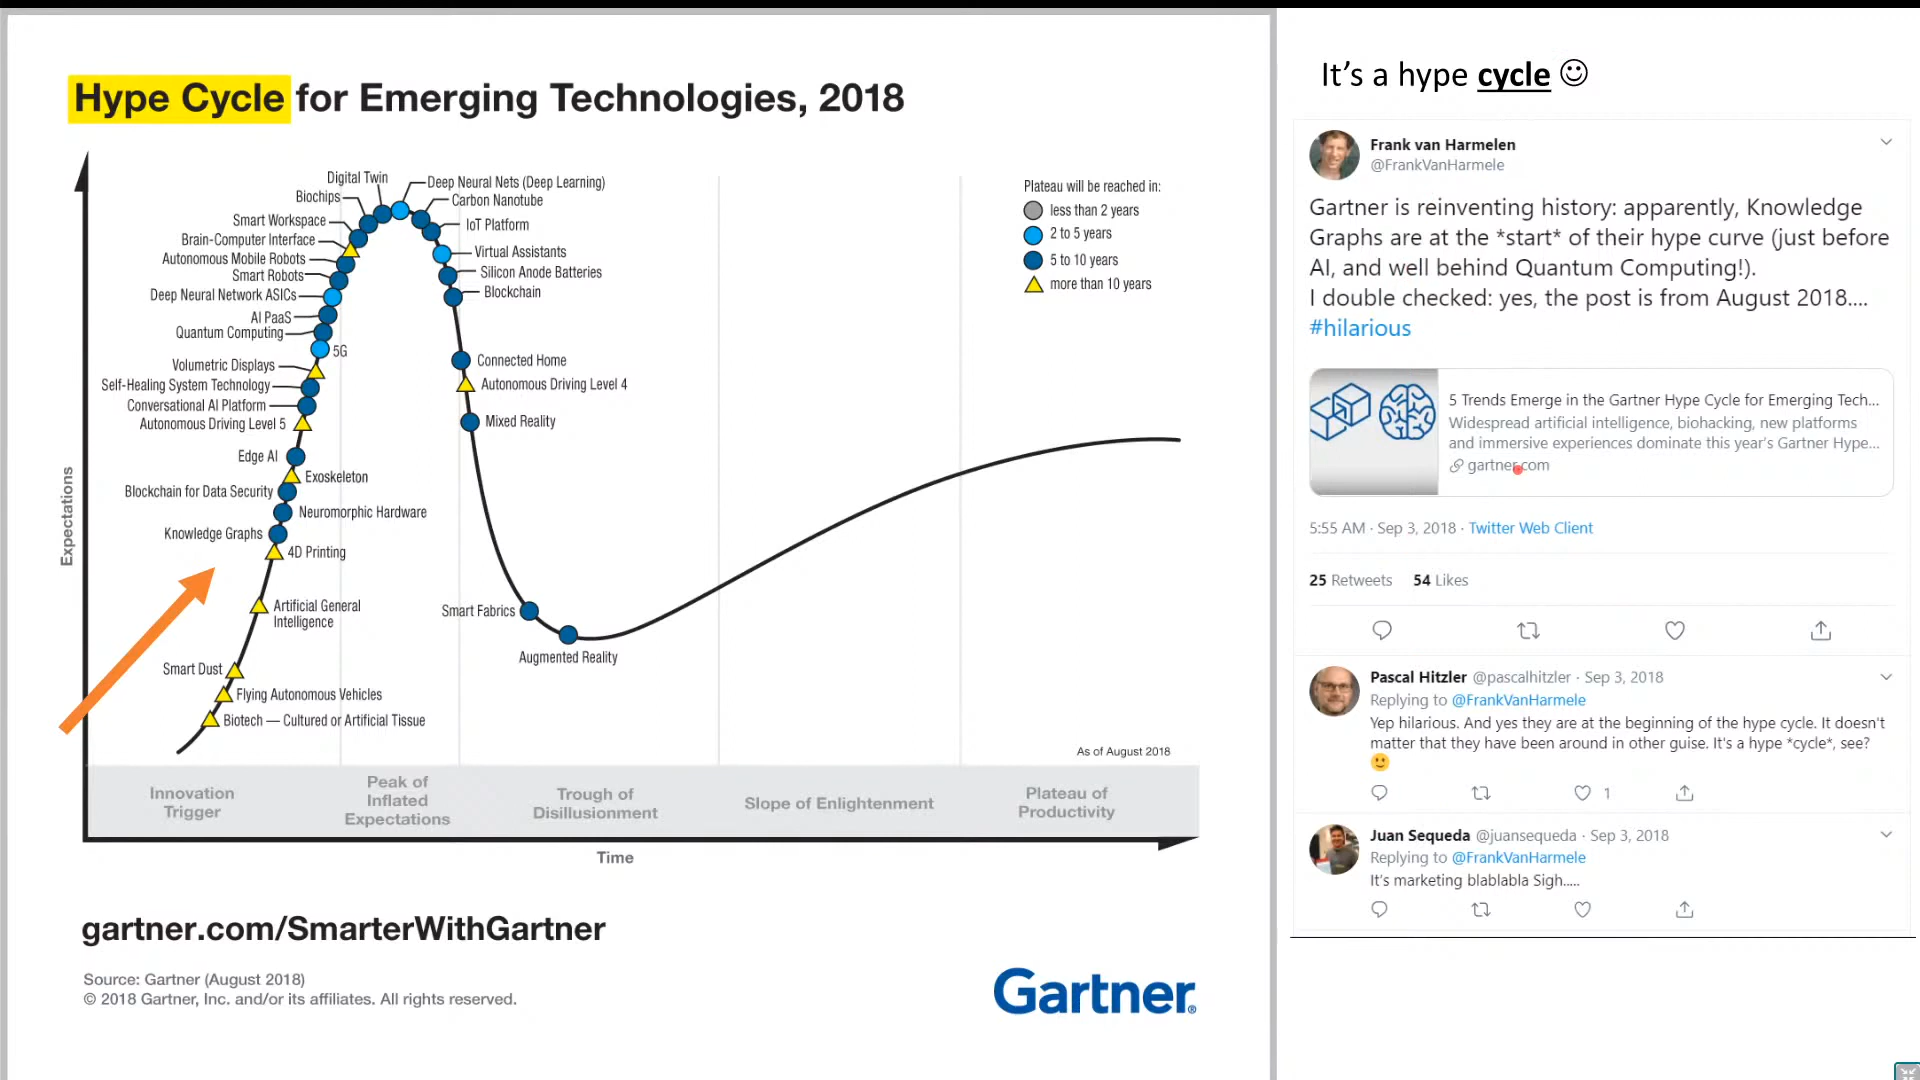 Hype Cycle for Emerging Technologies, 2018
Expectations
Digital Twin
Biochips
Smart Workspace
Brain-Computer Interface
Autonomous Mobile Robots
Smart Robots
Deep Neural Network ASICs
AI PaaS
Quantum Computing
5G
Volumetric Displays
Self-Healing System Technology
Conversational AI Platform
Autonomous Driving Level 5
Edge AI
Exoskeleton
Blockchain for Data Security
Neuromorphic Hardware
Knowledge Graphs
4D Printing
Artificial General
Intelligence
Smart Dust
Flying Autonomous Vehicles
Biotech — Cultured or Artificial Tissue
Deep Neural Nets (Deep Learning)
Carbon Nanotube
IoT Platform
Virtual Assistants
Silicon Anode Batteries
Blockchain
Connected Home
Autonomous Driving Level 4
Mixed Reality
Smart Fabrics
Augmented Reality
Plateau will be reached in:
less than 2 years
2 to 5 years
5 to 10 years
more than 10 years
As of August 2018
Innovation
Trigger
Peak of
Inflated
Expectations
Trough of
Disillusionment
Slope of Enlightenment
Plateau of
Productivity
Time
gartner.com/SmarterWithGartner
Source: Gartner (August 2018)
© 2018 Gartner, Inc. and/or its affiliates. All rights reserved.
Gartner®
It's a hype cycle ☺
Frank van Harmelen
@FrankVanHarmele
Gartner is reinventing history: apparently, Knowledge
Graphs are at the *start* of their hype curve (just before
AI, and well behind Quantum Computing!).
I double checked: yes, the post is from August 2018....
#hilarious
5 Trends Emerge in the Gartner Hype Cycle for Emerging Tech...
Widespread artificial intelligence, biohacking, new platforms
and immersive experiences dominate this year's Gartner Hype...
gartner.com
5:55 AM · Sep 3, 2018 · Twitter Web Client
25 Retweets 54 Likes
Pascal Hitzler @pascalhitzler · Sep 3, 2018
Replying to @FrankVanHarmele
Yep hilarious. And yes they are at the beginning of the hype cycle. It doesn't
matter that they have been around in other guise. It's a hype *cycle*, see?
🙂
1
Juan Sequeda @juansequeda · Sep 3, 2018
Replying to @FrankVanHarmele
It's marketing blablabla Sigh.....